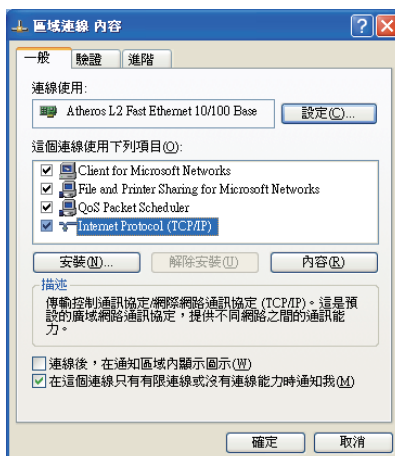 區域連線 內容
一般
驗證
進階
連線使用:
Atheros L2 Fast Ethernet 10/100 Base
設定(C)...
這個連線使用下列項目(O):
Client for Microsoft Networks
File and Printer Sharing for Microsoft Networks
QoS Packet Scheduler
Internet Protocol (TCP/IP)
安裝(N)...
解除安裝(U)
內容(R)
描述
傳輸控制通訊協定/網際網路通訊協定 (TCP/IP)。這是預
設的廣域網路通訊協定，提供不同網路之間的通訊能
力。
連線後，在通知區域內顯示圖示(W)
在這個連線只有有限連線或沒有連線能力時通知我(M)
確定
取消